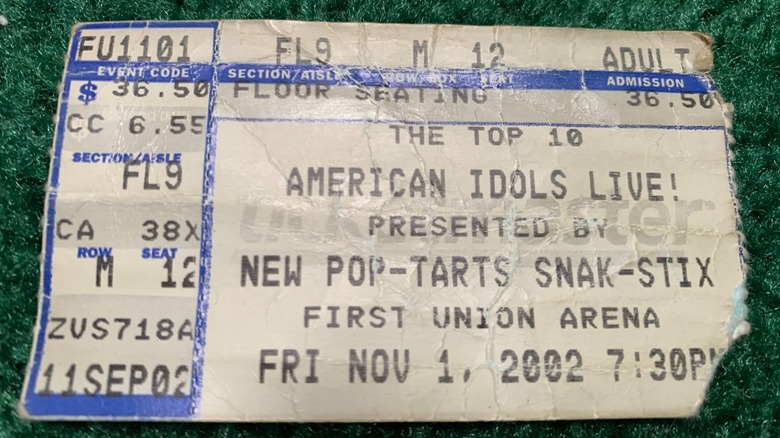 FU1101 FL9 M 12 ADULT
EVENT CODE SECTION/AISLE ROW/BOX SEAT ADMISSION
$ 36.50 FLOOR SEATING 36.50
CC 6.55 THE TOP 10
SECTION/AISLE
FL9 AMERICAN IDOLS LIVE!
CA 38X PRESENTED BY
ROW SEAT
M 12 NEW POP-TARTS SNAK-STIX
ZVS718A FIRST UNION ARENA
11SEP02 FRI NOV 1, 2002 7:30P